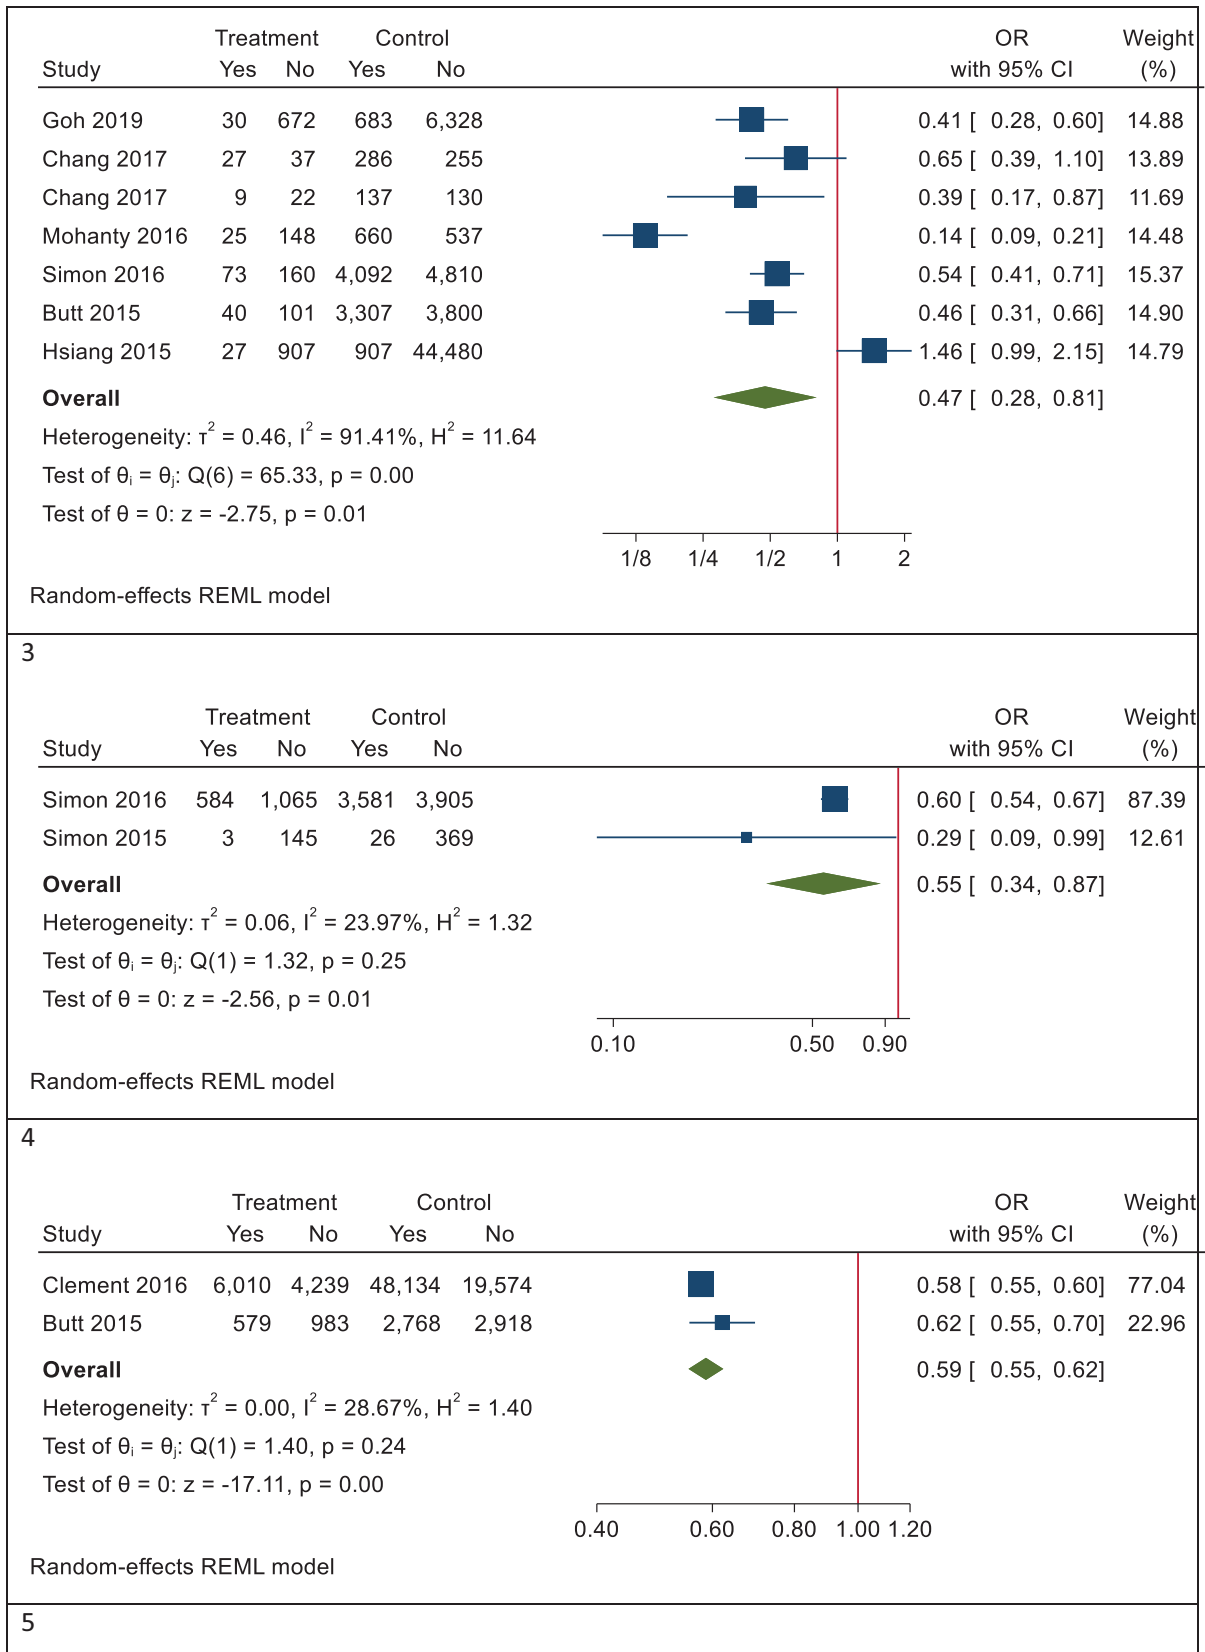 Treatment Control OR Weight
Study Yes No Yes No with 95% CI (%)
Goh 2019 30 672 683 6,328 0.41 [ 0.28, 0.60] 14.88
Chang 2017 27 37 286 255 0.65 [ 0.39, 1.10] 13.89
Chang 2017 9 22 137 130 0.39 [ 0.17, 0.87] 11.69
Mohanty 2016 25 148 660 537 0.14 [ 0.09, 0.21] 14.48
Simon 2016 73 160 4,092 4,810 0.54 [ 0.41, 0.71] 15.37
Butt 2015 40 101 3,307 3,800 0.46 [ 0.31, 0.66] 14.90
Hsiang 2015 27 907 907 44,480 1.46 [ 0.99, 2.15] 14.79
Overall 0.47 [ 0.28, 0.81]
Heterogeneity: τ² = 0.46, I² = 91.41%, H² = 11.64
Test of θᵢ = θⱼ: Q(6) = 65.33, p = 0.00
Test of θ = 0: z = -2.75, p = 0.01
1/8 1/4 1/2 1 2
Random-effects REML model
3
Treatment Control OR Weight
Study Yes No Yes No with 95% CI (%)
Simon 2016 584 1,065 3,581 3,905 0.60 [ 0.54, 0.67] 87.39
Simon 2015 3 145 26 369 0.29 [ 0.09, 0.99] 12.61
Overall 0.55 [ 0.34, 0.87]
Heterogeneity: τ² = 0.06, I² = 23.97%, H² = 1.32
Test of θᵢ = θⱼ: Q(1) = 1.32, p = 0.25
Test of θ = 0: z = -2.56, p = 0.01
0.10 0.50 0.90
Random-effects REML model
4
Treatment Control OR Weight
Study Yes No Yes No with 95% CI (%)
Clement 2016 6,010 4,239 48,134 19,574 0.58 [ 0.55, 0.60] 77.04
Butt 2015 579 983 2,768 2,918 0.62 [ 0.55, 0.70] 22.96
Overall 0.59 [ 0.55, 0.62]
Heterogeneity: τ² = 0.00, I² = 28.67%, H² = 1.40
Test of θᵢ = θⱼ: Q(1) = 1.40, p = 0.24
Test of θ = 0: z = -17.11, p = 0.00
0.40 0.60 0.80 1.00 1.20
Random-effects REML model
5